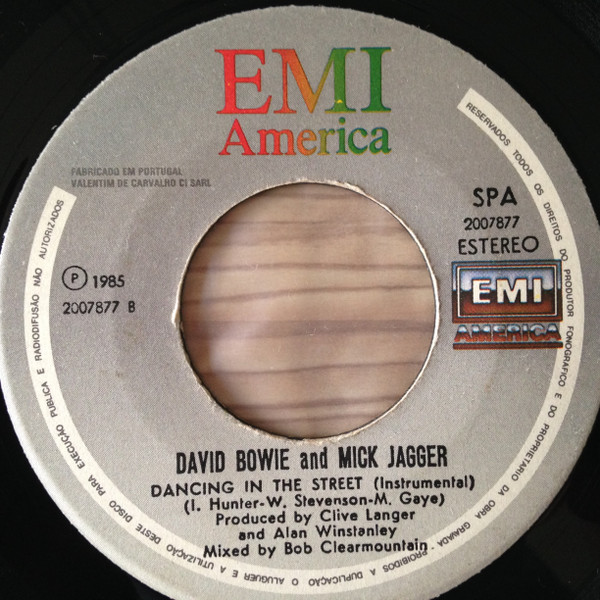 EMI
America
FABRICADO EM PORTUGAL
VALENTIM DE CARVALHO CI SARL
SPA
2007877
ESTEREO
EMI
AMERICA
℗ 1985
2007877 B
DAVID BOWIE and MICK JAGGER
DANCING IN THE STREET (Instrumental)
(I. Hunter-W. Stevenson-M. Gaye)
Produced by Clive Langer
and Alan Winstanley
Mixed by Bob Clearmountain
RESERVADOS TODOS OS DIREITOS DO PRODUTOR FONOGRÁFICO E DO PROPRIETARIO DA OBRA GRAVADA. PROIBIDA A DUPLICAÇÃO O ALUGUER E A UTILIZAÇÃO DESTE DISCO PARA EXECUÇÃO PUBLICA E RADIODIFUSÃO NÃO AUTORIZADOS